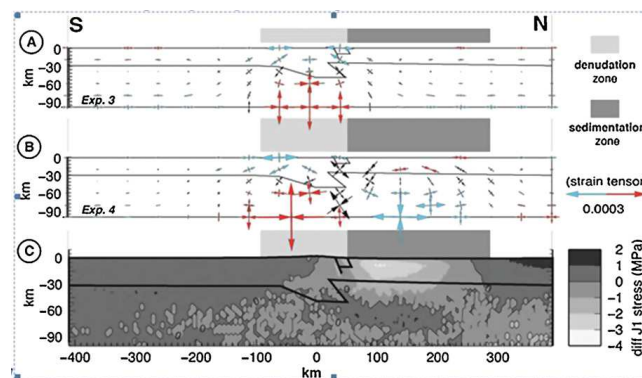 S N
A
0
km -30
-60
-90
Exp. 3
denudation
zone
sedimentation
zone
B
0
km -30
-60
-90
Exp. 4
(strain tensor)
0.0003
C
0
km -30
-60
-90
-400 -300 -200 -100 0 100 200 300
km
2
1
0
-1
-2
-3
-4
diff J1 stess (MPa)